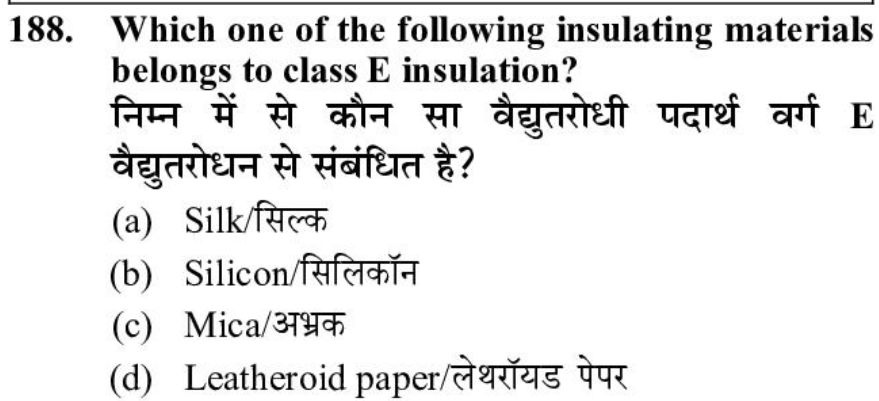 188. Which one of the following insulating materials
belongs to class E insulation?
निम्न में से कौन सा वैद्युतरोधी पदार्थ वर्ग E
वैद्युतरोधन से संबंधित है?
(a) Silk/सिल्क
(b) Silicon/सिलिकॉन
(c) Mica/अभ्रक
(d) Leatheroid paper/लेथरॉयड पेपर